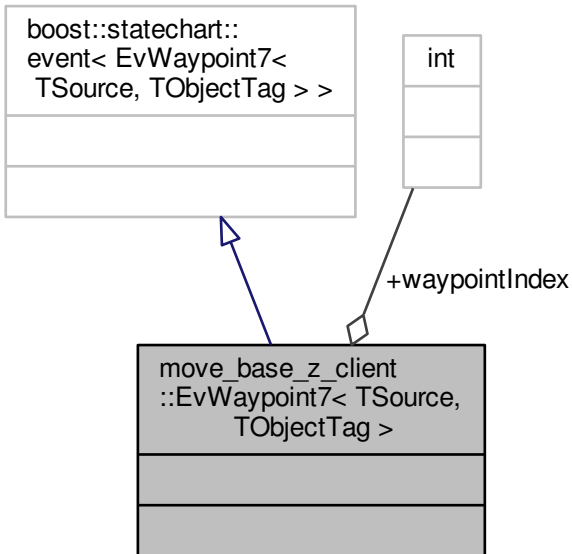 boost::statechart::
event< EvWaypoint7<
TSource, TObjectTag > >
int
+waypointIndex
move_base_z_client
::EvWaypoint7< TSource,
TObjectTag >